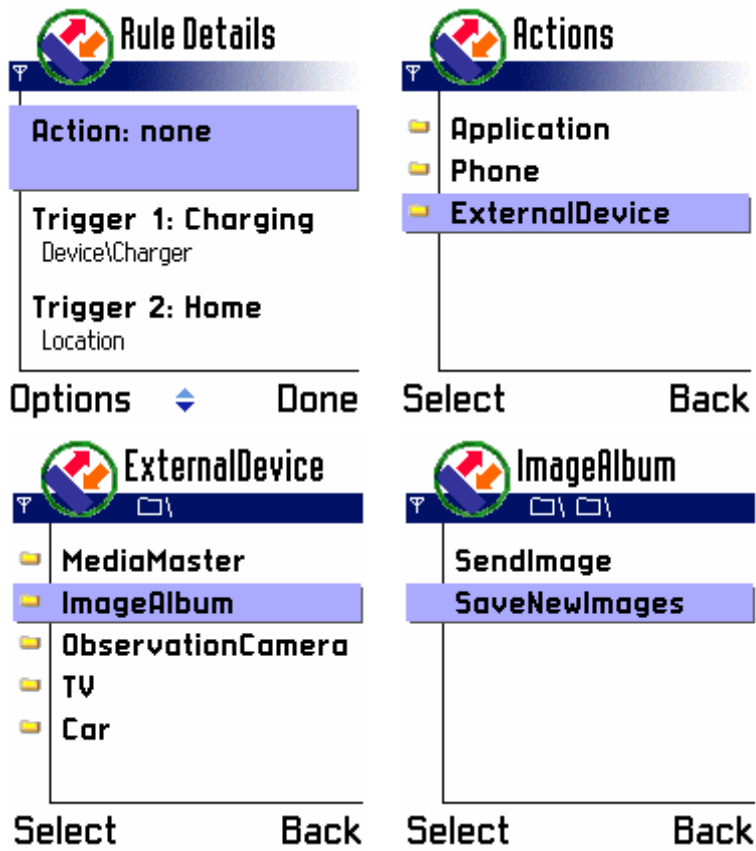 Rule Details
Action: none
Trigger 1: Charging
Device\Charger
Trigger 2: Home
Location
Options Done
Actions
Application
Phone
ExternalDevice
Select Back
ExternalDevice
\
MediaMaster
ImageAlbum
ObservationCamera
TV
Car
Select Back
ImageAlbum
\ \
SendImage
SaveNewImages
Select Back